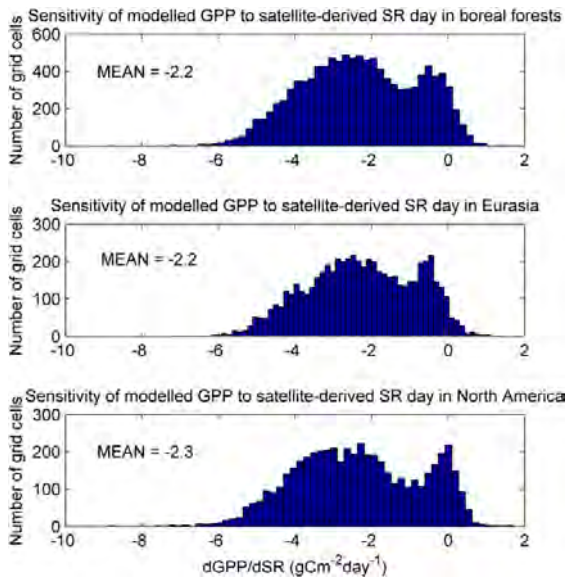 Sensitivity of modelled GPP to satellite-derived SR day in boreal forests
600
400
200
0
Number of grid cells
MEAN = -2.2
-10 -8 -6 -4 -2 0 2
Sensitivity of modelled GPP to satellite-derived SR day in Eurasia
300
200
100
0
Number of grid cells
MEAN = -2.2
-10 -8 -6 -4 -2 0 2
Sensitivity of modelled GPP to satellite-derived SR day in North America
300
200
100
0
Number of grid cells
MEAN = -2.3
-10 -8 -6 -4 -2 0 2
dGPP/dSR (gCm⁻²day⁻¹)